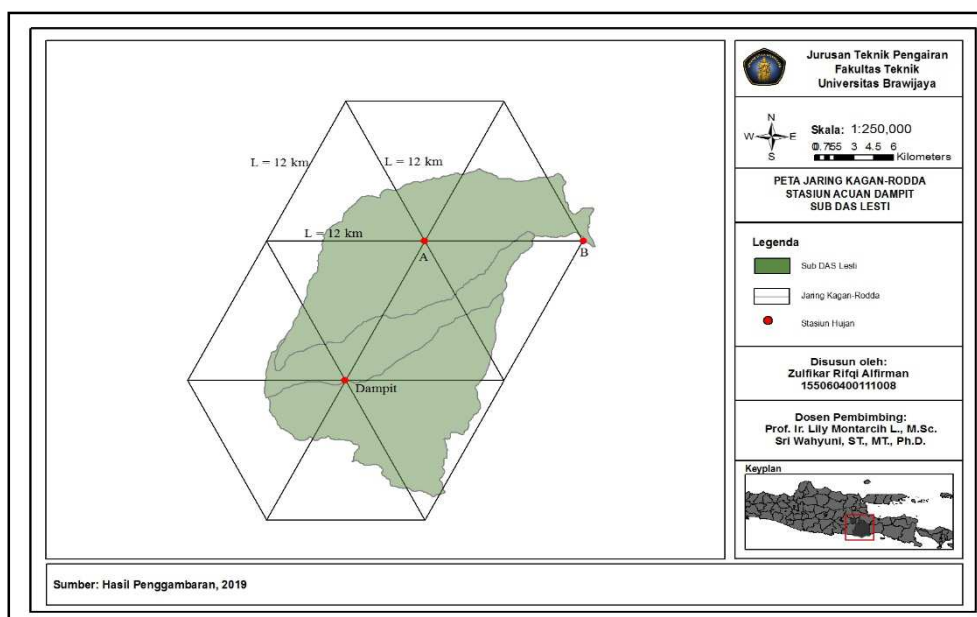 L = 12 km
L = 12 km
L = 12 km
A
B
Dampit
Jurusan Teknik Pengairan
Fakultas Teknik
Universitas Brawijaya
N
W
E
S
Skala: 1:250,000
3 4.5 6
Kilometers
PETA JARING KAGAN-RODDA
STASIUN ACUAN DAMPIT
SUB DAS LESTI
Legenda
Sub DAS Lesti
Jaring Kagan-Rodda
Stasiun Hujan
Disusun oleh:
Zulfikar Rifqi Alfirman
155060400111008
Dosen Pembimbing:
Prof. Ir. Lily Montarcih L., M.Sc.
Sri Wahyuni, ST., MT., Ph.D.
Keyplan
Sumber: Hasil Penggambaran, 2019